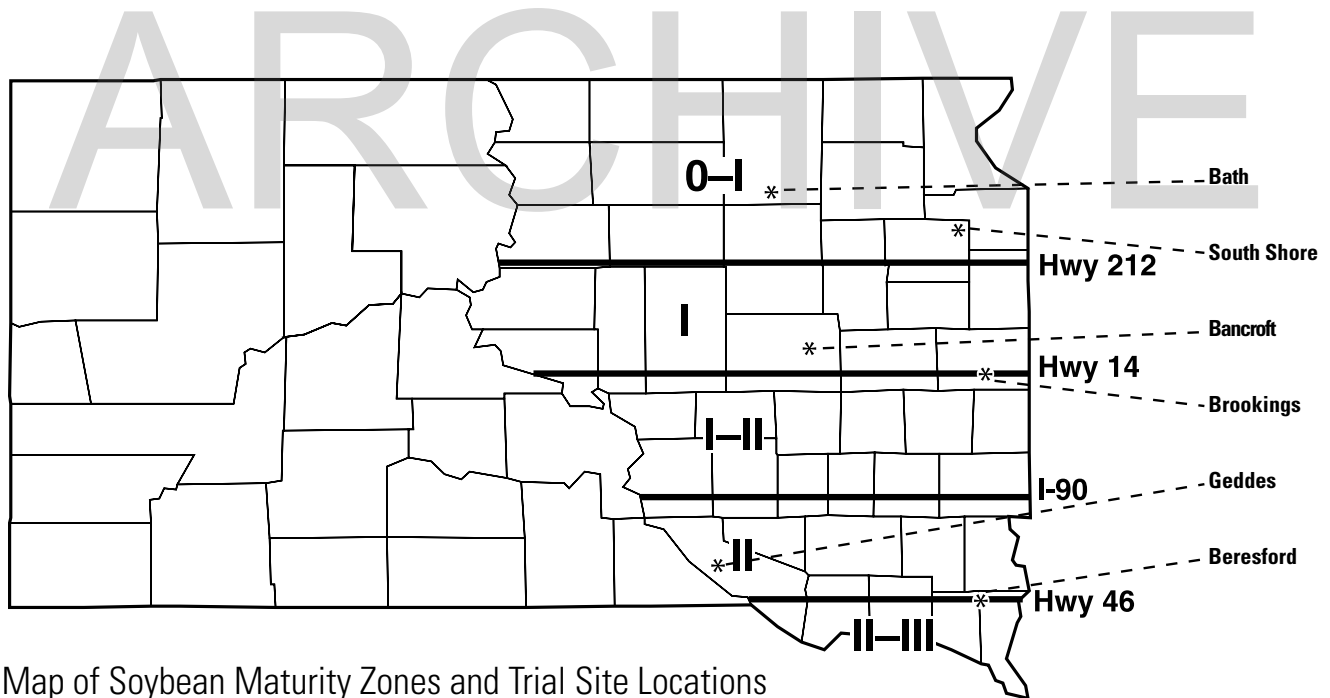 ARCHIVE
0–I
Bath
South Shore
Hwy 212
I
Bancroft
Hwy 14
Brookings
I–II
Geddes
I-90
II
Beresford
Hwy 46
II–III
Map of Soybean Maturity Zones and Trial Site Locations